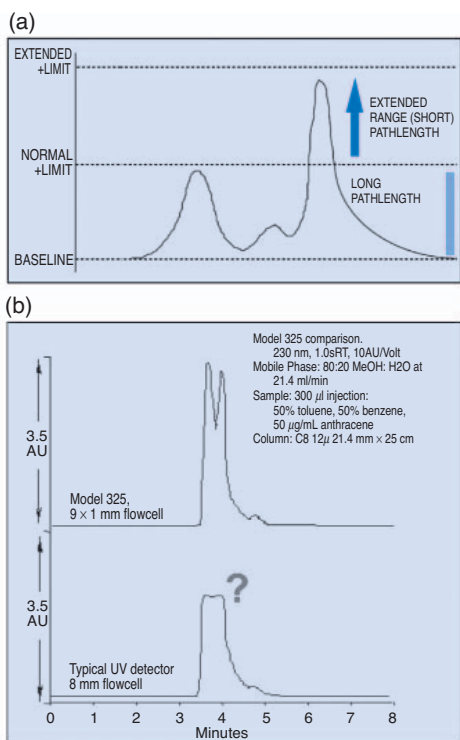 (a)
EXTENDED
+LIMIT
EXTENDED
RANGE (SHORT)
PATHLENGTH
NORMAL
+LIMIT
LONG
PATHLENGTH
BASELINE
(b)
Model 325 comparison.
230 nm, 1.0sRT, 10AU/Volt
Mobile Phase: 80:20 MeOH: H2O at
21.4 ml/min
Sample: 300 µl injection:
50% toluene, 50% benzene,
50 µg/mL anthracene
Column: C8 12µ 21.4 mm × 25 cm
3.5
AU
Model 325,
9 × 1 mm flowcell
?
3.5
AU
Typical UV detector
8 mm flowcell
0 1 2 3 4 5 6 7 8
Minutes